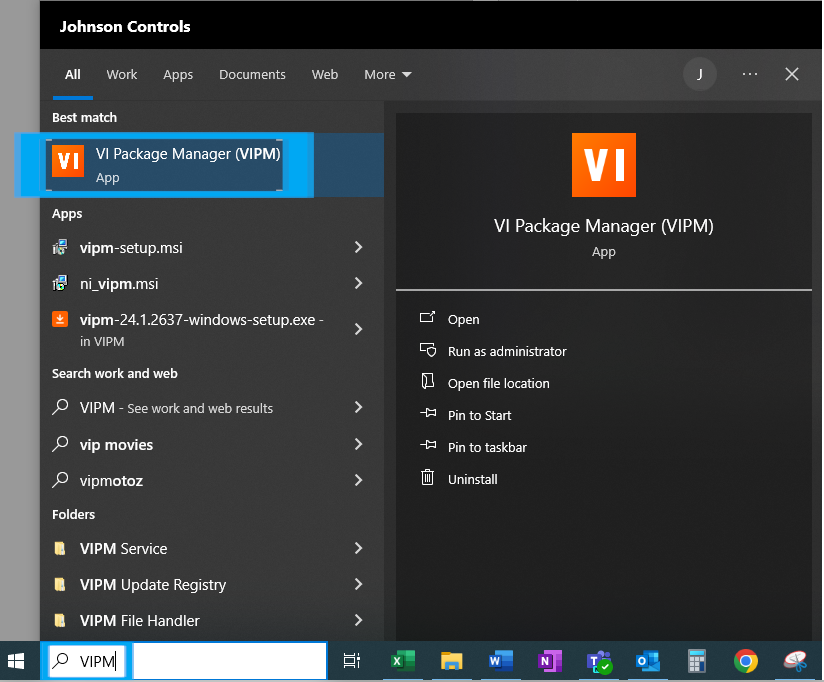 Johnson Controls
All Work Apps Documents Web More J
Best match
VI VI Package Manager (VIPM)
App
Apps
vipm-setup.msi
ni_vipm.msi
vipm-24.1.2637-windows-setup.exe -
in VIPM
Search work and web
VIPM - See work and web results
vip movies
vipmotoz
Folders
VIPM Service
VIPM Update Registry
VIPM File Handler
VI
VI Package Manager (VIPM)
App
Open
Run as administrator
Open file location
Pin to Start
Pin to taskbar
Uninstall
VIPM